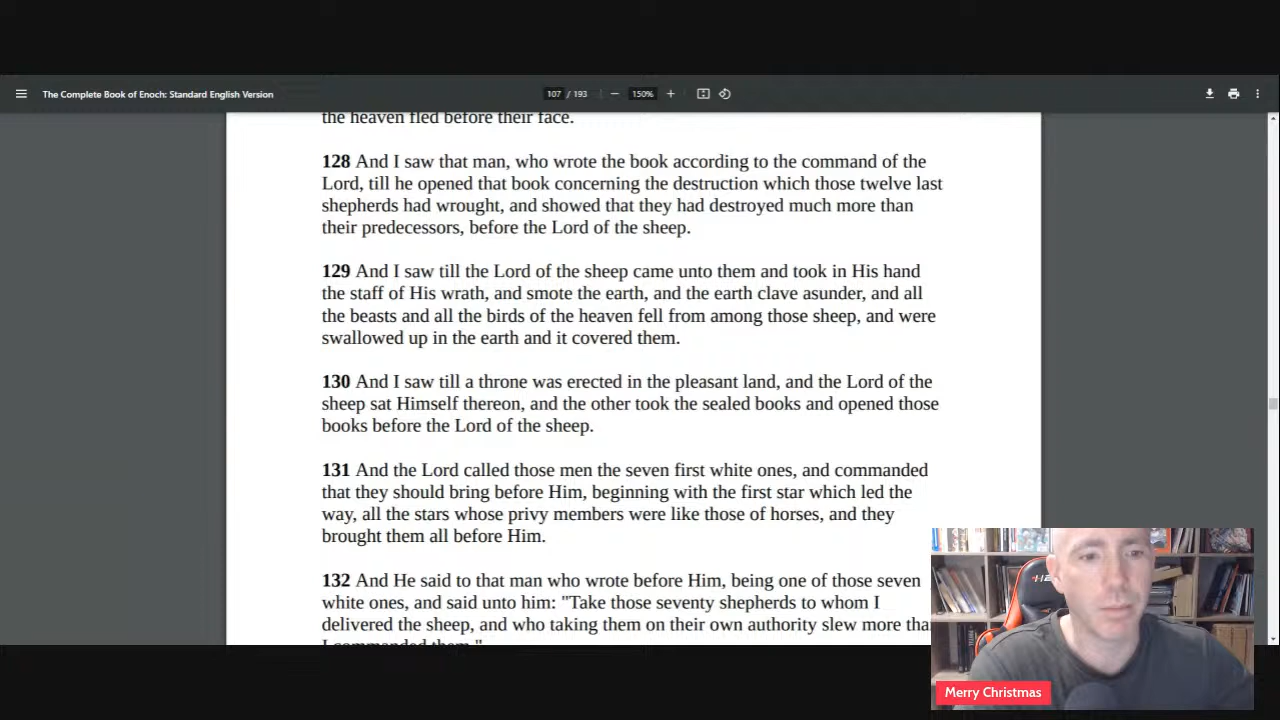 The Complete Book of Enoch: Standard English Version
107 / 193
150%
the heaven fled before their face.
128 And I saw that man, who wrote the book according to the command of the
Lord, till he opened that book concerning the destruction which those twelve last
shepherds had wrought, and showed that they had destroyed much more than
their predecessors, before the Lord of the sheep.
129 And I saw till the Lord of the sheep came unto them and took in His hand
the staff of His wrath, and smote the earth, and the earth clave asunder, and all
the beasts and all the birds of the heaven fell from among those sheep, and were
swallowed up in the earth and it covered them.
130 And I saw till a throne was erected in the pleasant land, and the Lord of the
sheep sat Himself thereon, and the other took the sealed books and opened those
books before the Lord of the sheep.
131 And the Lord called those men the seven first white ones, and commanded
that they should bring before Him, beginning with the first star which led the
way, all the stars whose privy members were like those of horses, and they
brought them all before Him.
132 And He said to that man who wrote before Him, being one of those seven
white ones, and said unto him: "Take those seventy shepherds to whom I
delivered the sheep, and who taking them on their own authority slew more
I commanded them."
Merry Christmas